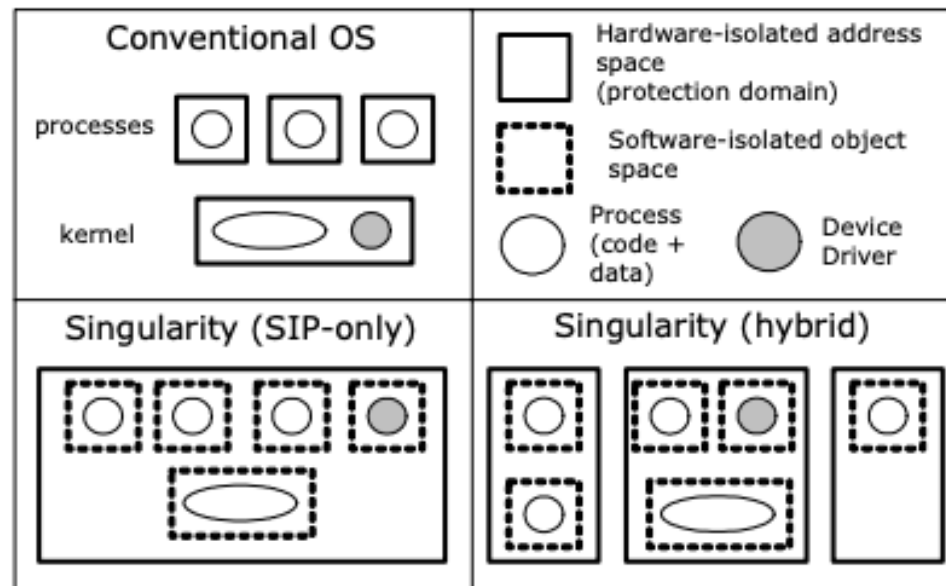 Conventional OS
processes
kernel
Hardware-isolated address
space
(protection domain)
Software-isolated object
space
Process
(code +
data)
Device
Driver
Singularity (SIP-only)
Singularity (hybrid)